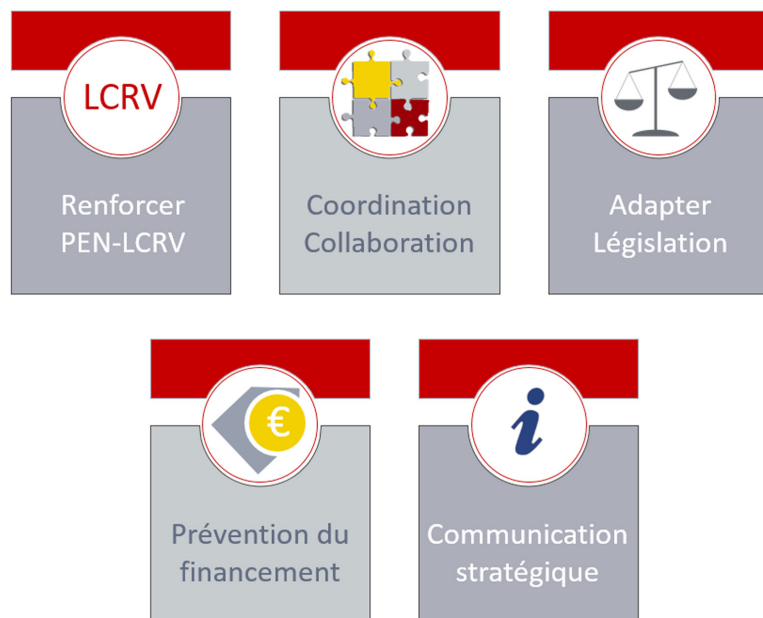 LCRV
Renforcer
PEN-LCRV
Coordination
Collaboration
Adapter
Législation
€
Prévention du
financement
i
Communication
stratégique